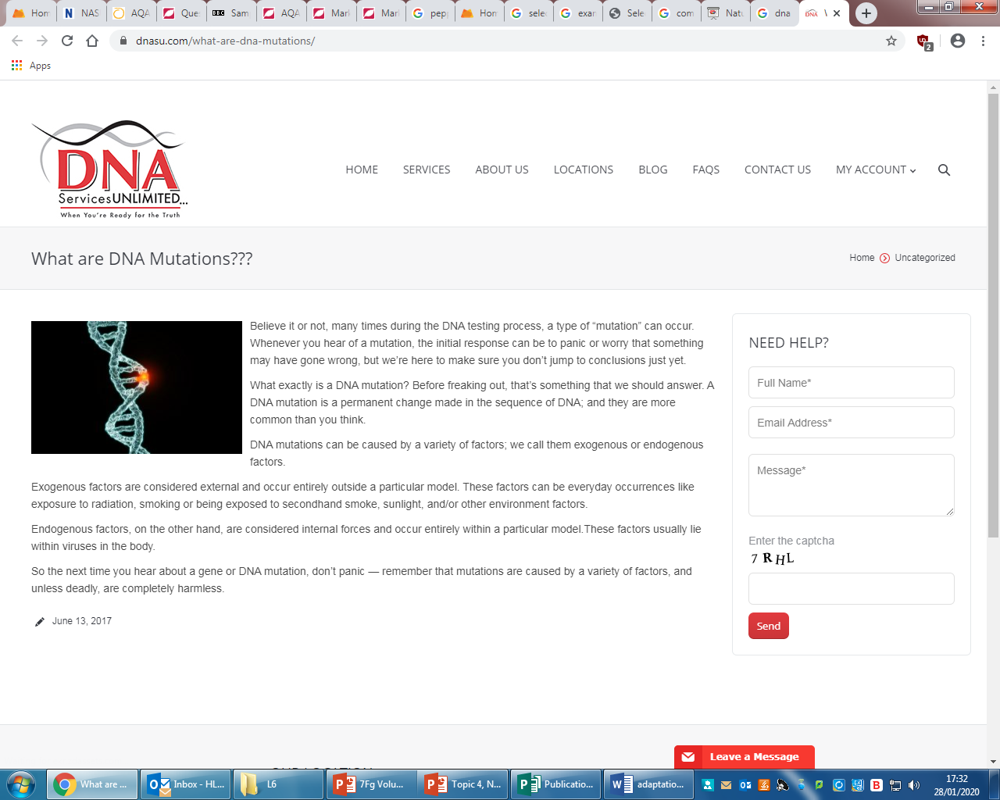 Hom
NAS
AQA
Que
BBC Sam
AQA
Mar
Mar
pep
Hom
sele
exar
Sele
com
Natu
dna
dnasu.com/what-are-dna-mutations/
2
Apps
DNA
ServicesUNLIMITED...
When You're Ready for the Truth
HOME SERVICES ABOUT US LOCATIONS BLOG FAQS CONTACT US MY ACCOUNT
What are DNA Mutations???
Home Uncategorized
Believe it or not, many times during the DNA testing process, a type of “mutation” can occur.
Whenever you hear of a mutation, the initial response can be to panic or worry that something
may have gone wrong, but we’re here to make sure you don’t jump to conclusions just yet.
What exactly is a DNA mutation? Before freaking out, that’s something that we should answer. A
DNA mutation is a permanent change made in the sequence of DNA; and they are more
common than you think.
DNA mutations can be caused by a variety of factors; we call them exogenous or endogenous
factors.
Exogenous factors are considered external and occur entirely outside a particular model. These factors can be everyday occurrences like
exposure to radiation, smoking or being exposed to secondhand smoke, sunlight, and/or other environment factors.
Endogenous factors, on the other hand, are considered internal forces and occur entirely within a particular model.These factors usually lie
within viruses in the body.
So the next time you hear about a gene or DNA mutation, don’t panic — remember that mutations are caused by a variety of factors, and
unless deadly, are completely harmless.
June 13, 2017
NEED HELP?
Full Name*
Email Address*
Message*
Enter the captcha
7 R H L
Send
Leave a Message
What are ...
Inbox - HL...
L6
7Fg Volu...
Topic 4, N...
Publicatio...
adaptatio...
17:32
28/01/2020